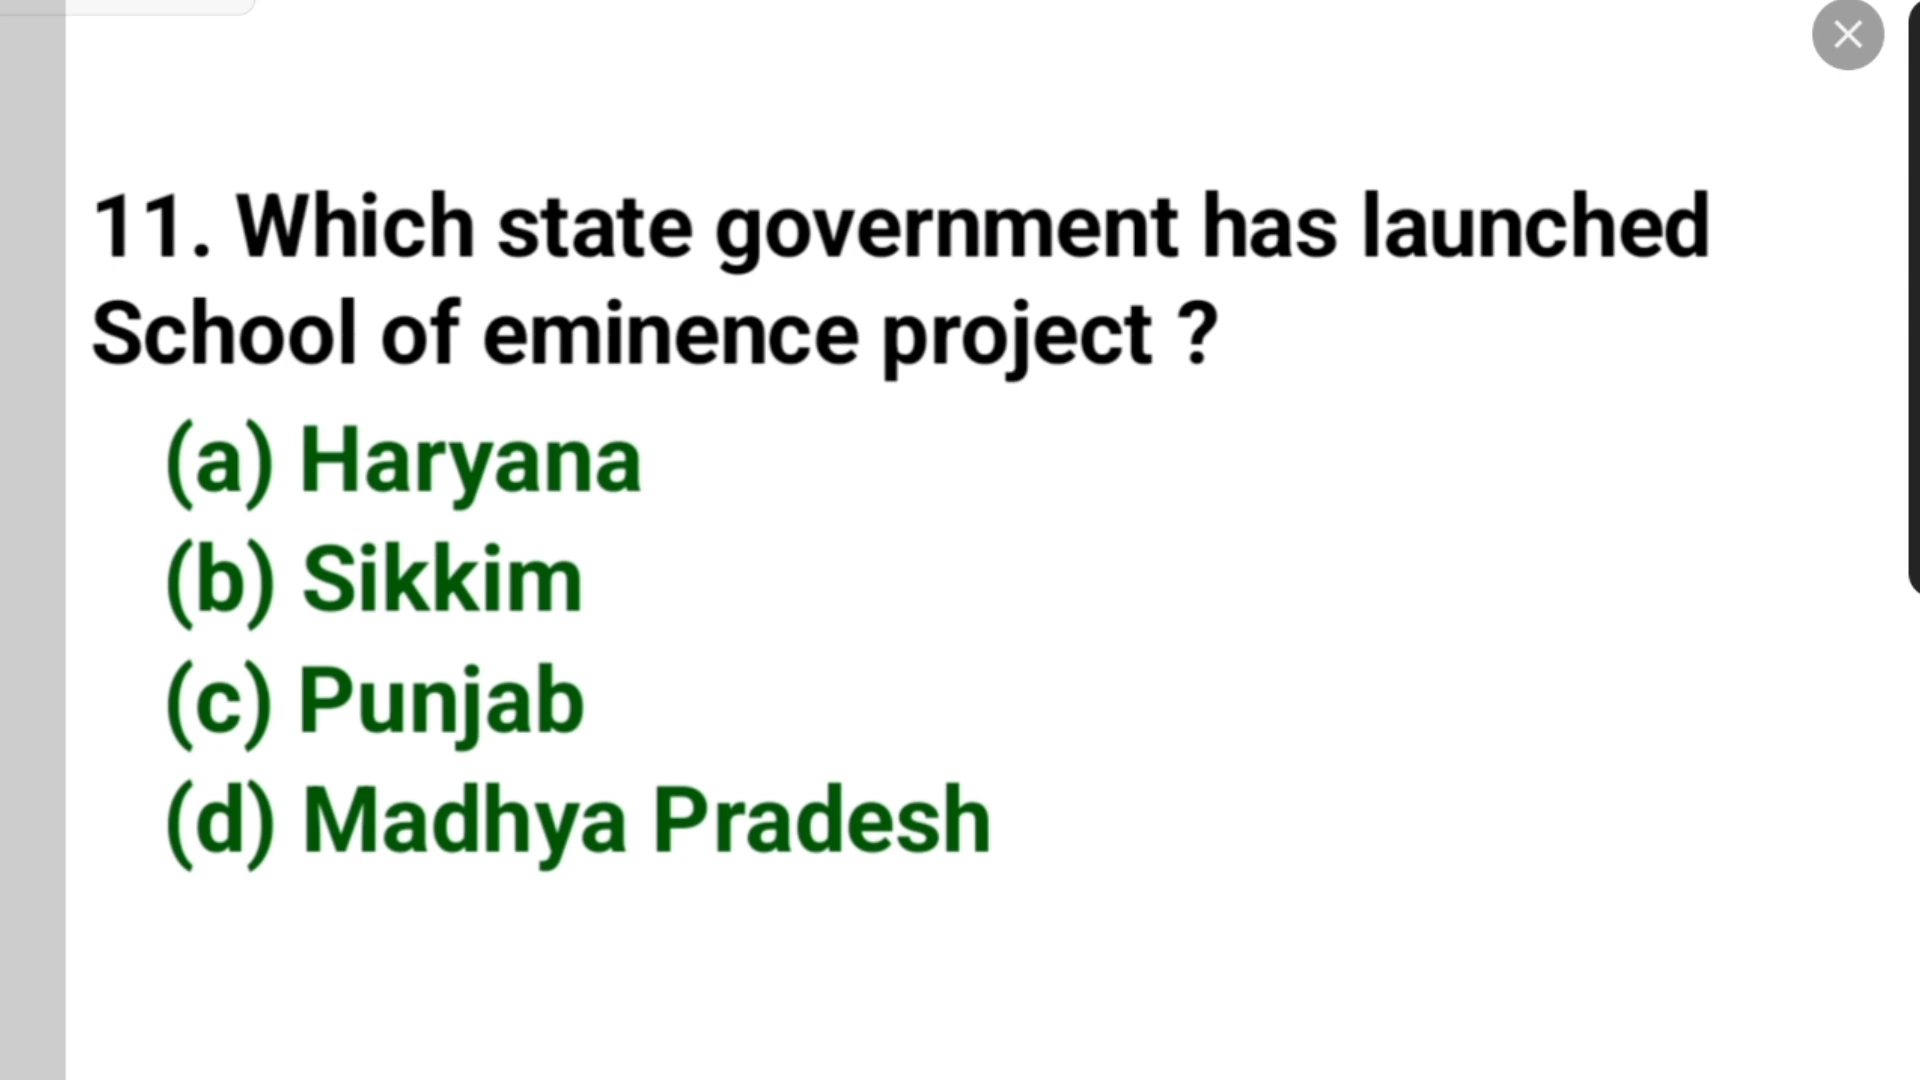 11. Which state government has launched
School of eminence project ?
(a) Haryana
(b) Sikkim
(c) Punjab
(d) Madhya Pradesh